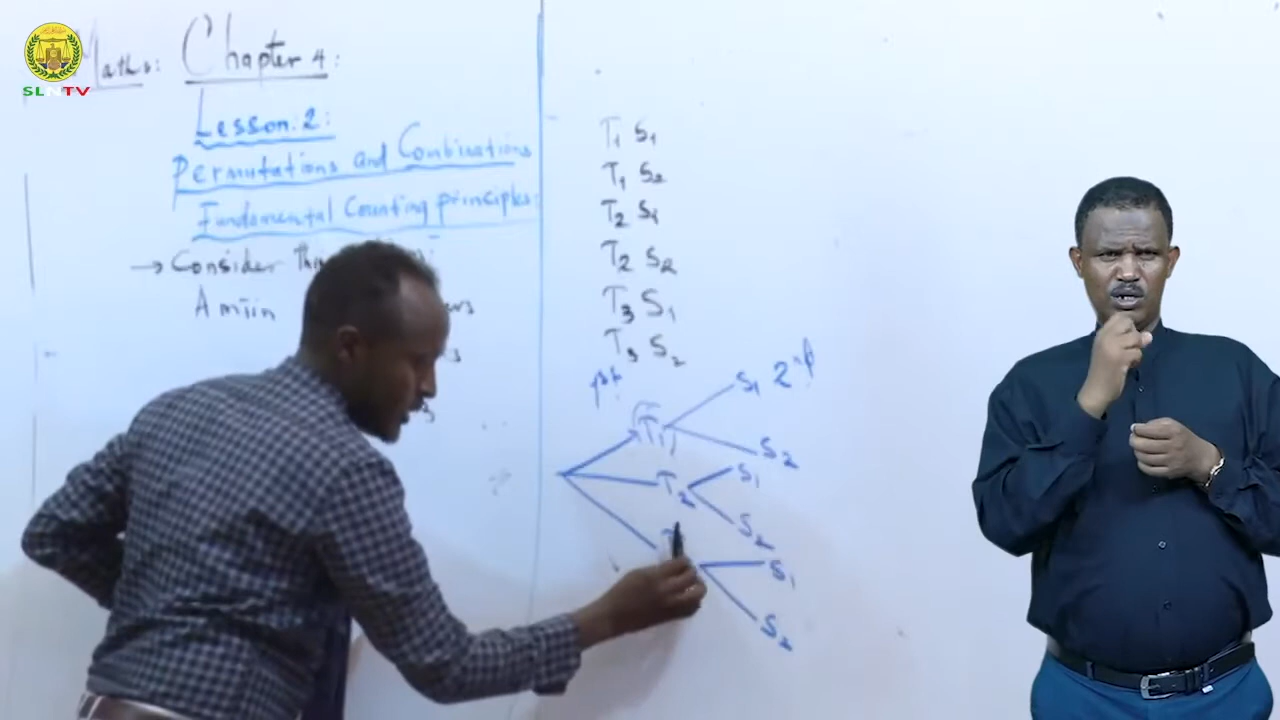 SLNTV
Maths: Chapter 4:
Lesson: 2:
Permutations and Combinations
Fundamental Counting principles:
→ Consider
Amiin
T1 S1
T1 S2
T2 S1
T2 S2
T3 S1
T3 S2
S1
T1
S2
S1
T2
S2
S1
S2